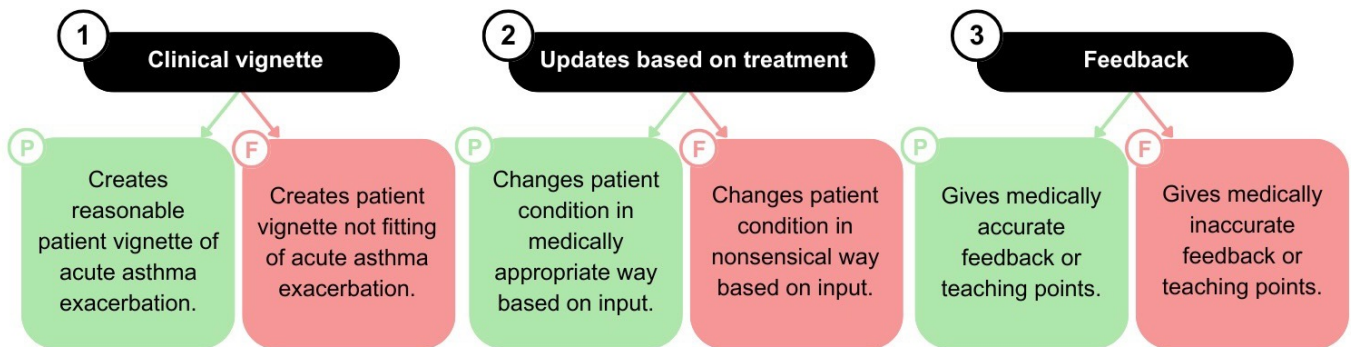 1
Clinical vignette
P
Creates
reasonable
patient vignette of
acute asthma
exacerbation.
F
Creates patient
vignette not fitting
of acute asthma
exacerbation.
2
Updates based on treatment
P
Changes patient
condition in
medically
appropriate way
based on input.
F
Changes patient
condition in
nonsensical way
based on input.
3
Feedback
P
Gives medically
accurate
feedback or
teaching points.
F
Gives medically
inaccurate
feedback or
teaching points.